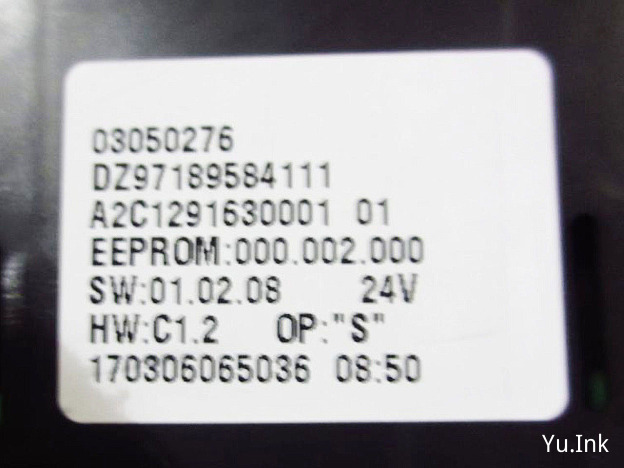 03050276
DZ97189584111
A2C1291630001 01
EEPROM:000.002.000
SW:01.02.08 24V
HW:C1.2 OP:"S"
170306065036 08:50
Yu.Ink